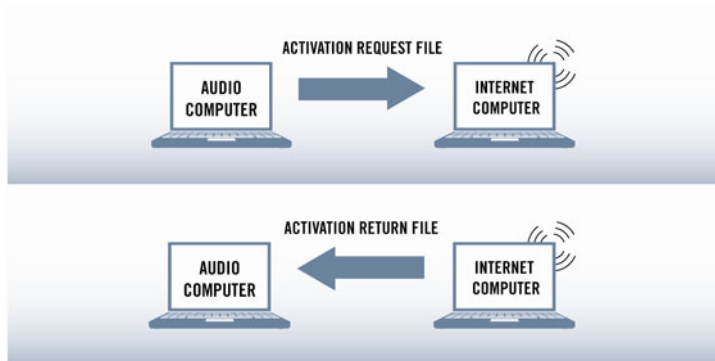 ACTIVATION REQUEST FILE
AUDIO
COMPUTER
INTERNET
COMPUTER
ACTIVATION RETURN FILE
AUDIO
COMPUTER
INTERNET
COMPUTER